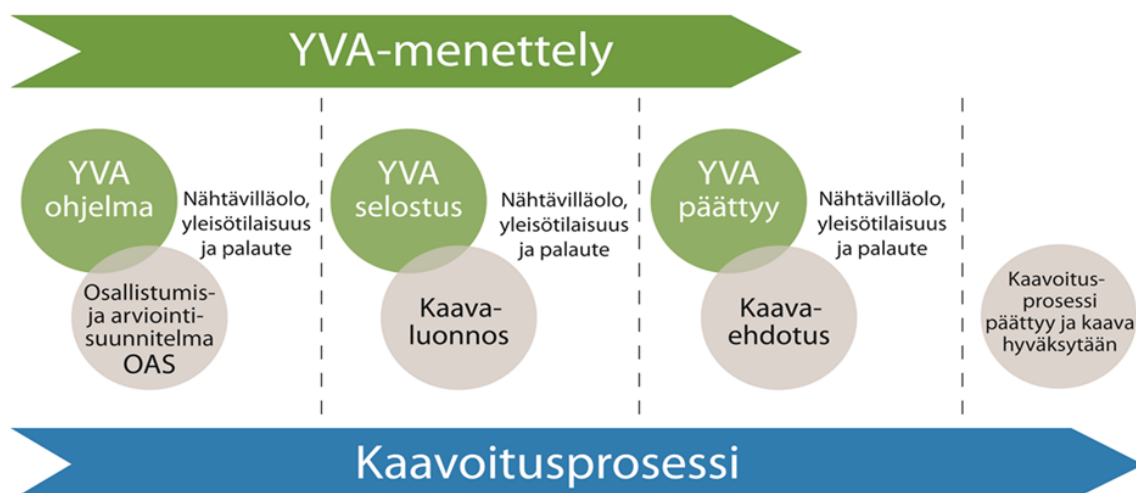 YVA-menettely
YVA
ohjelma
Nähtävilläolo,
yleisötilaisuus
ja palaute
Osallistumis-
ja arviointi-
suunnitelma
OAS
YVA
selostus
Nähtävilläolo,
yleisötilaisuus
ja palaute
Kaava-
luonnos
YVA
päättyy
Nähtävilläolo,
yleisötilaisuus
ja palaute
Kaava-
ehdotus
Kaavoitus-
prosessi
päättyy ja kaava
hyväksytään
Kaavoitusprosessi